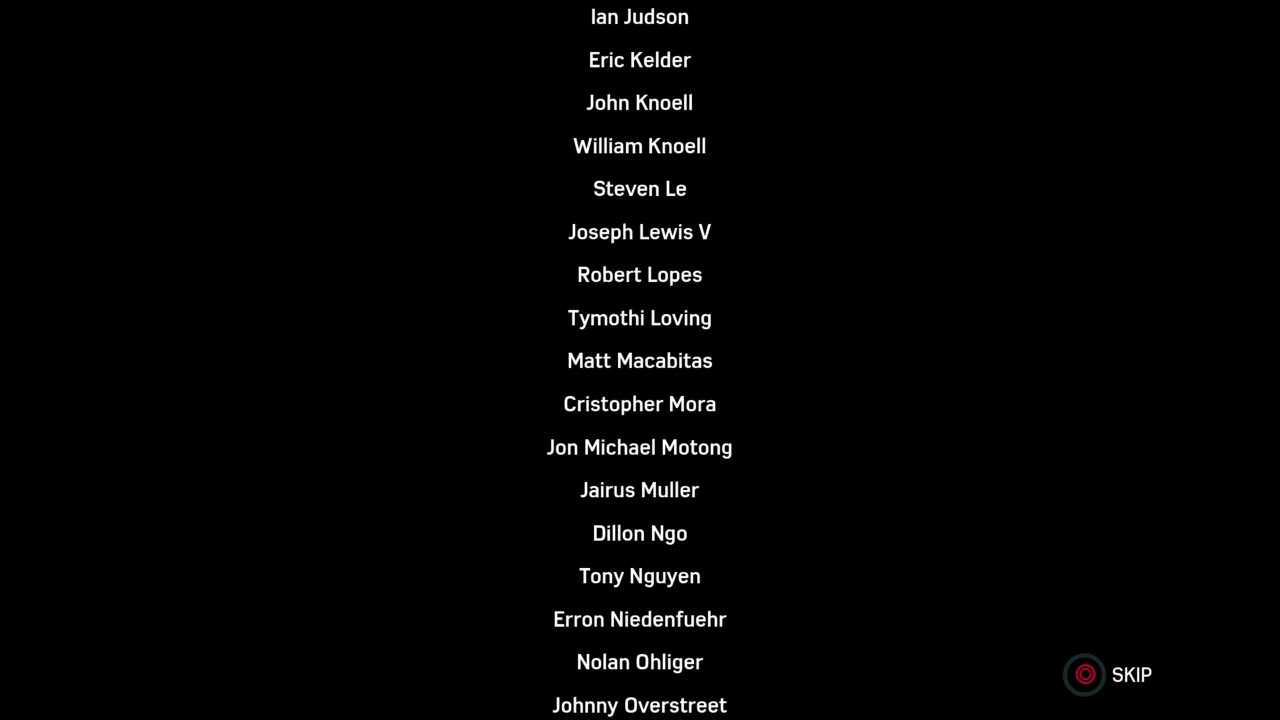 Ian Judson
Eric Kelder
John Knoell
William Knoell
Steven Le
Joseph Lewis V
Robert Lopes
Tymothi Loving
Matt Macabitas
Cristopher Mora
Jon Michael Motong
Jairus Muller
Dillon Ngo
Tony Nguyen
Erron Niedenfuehr
Nolan Ohliger
SKIP
Johnny Overstreet